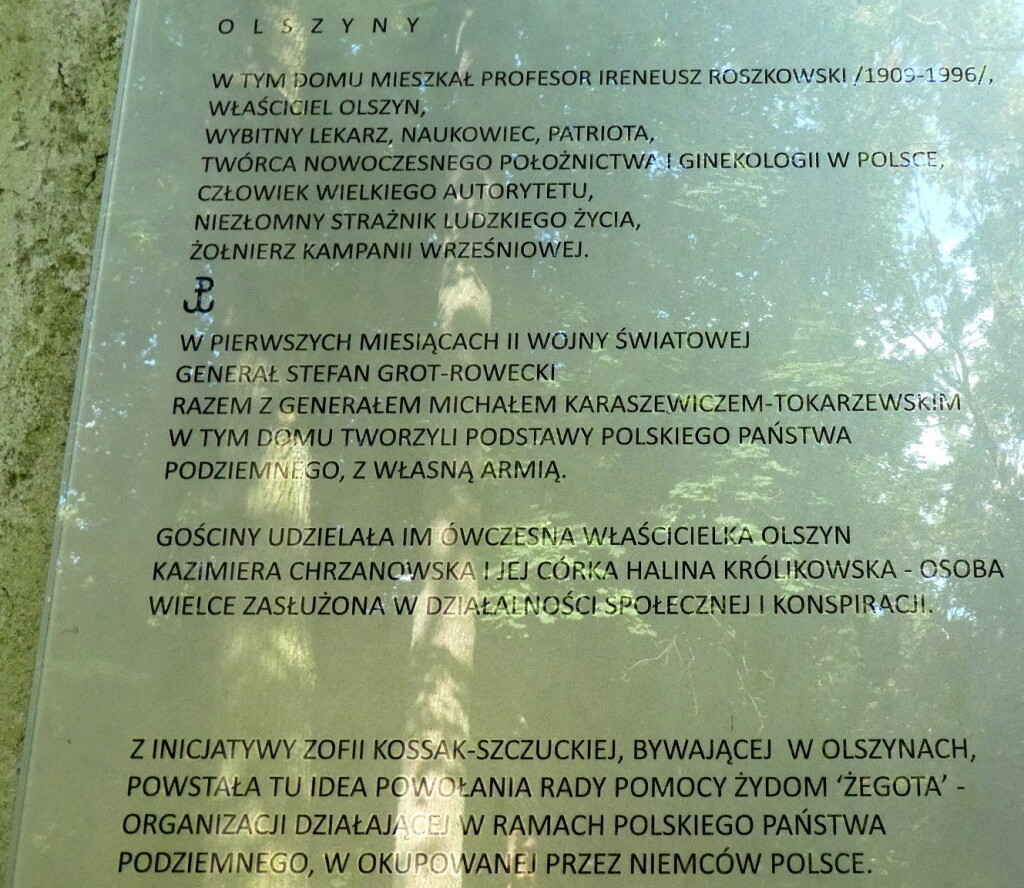 O L S Z Y N Y
W TYM DOMU MIESZKAŁ PROFESOR IRENEUSZ ROSZKOWSKI /1909-1996/,
WŁAŚCICIEL OLSZYN,
WYBITNY LEKARZ, NAUKOWIEC, PATRIOTA,
TWÓRCA NOWOCZESNEGO POŁOŻNICTWA I GINEKOLOGII W POLSCE,
CZŁOWIEK WIELKIEGO AUTORYTETU,
NIEZŁOMNY STRAŻNIK LUDZKIEGO ŻYCIA,
ŻOŁNIERZ KAMPANII WRZEŚNIOWEJ.
W PIERWSZYCH MIESIĄCACH II WOJNY ŚWIATOWEJ
GENERAŁ STEFAN GROT-ROWECKI
RAZEM Z GENERAŁEM MICHAŁEM KARASZEWICZEM-TOKARZEWSKIM
W TYM DOMU TWORZYLI PODSTAWY POLSKIEGO PAŃSTWA
PODZIEMNEGO, Z WŁASNĄ ARMIĄ.
GOŚCINY UDZIELAŁA IM ÓWCZESNA WŁAŚCICIELKA OLSZYN
KAZIMIERA CHRZANOWSKA I JEJ CÓRKA HALINA KRÓLIKOWSKA - OSOBA
WIELCE ZASŁUŻONA W DZIAŁALNOŚCI SPOŁECZNEJ I KONSPIRACJI.
Z INICJATYWY ZOFII KOSSAK-SZCZUCKIEJ, BYWAJĄCEJ W OLSZYNACH,
POWSTAŁA TU IDEA POWOŁANIA RADY POMOCY ŻYDOM ‘ŻEGOTA’ -
ORGANIZACJI DZIAŁAJĄCEJ W RAMACH POLSKIEGO PAŃSTWA
PODZIEMNEGO, W OKUPOWANEJ PRZEZ NIEMCÓW POLSCE.